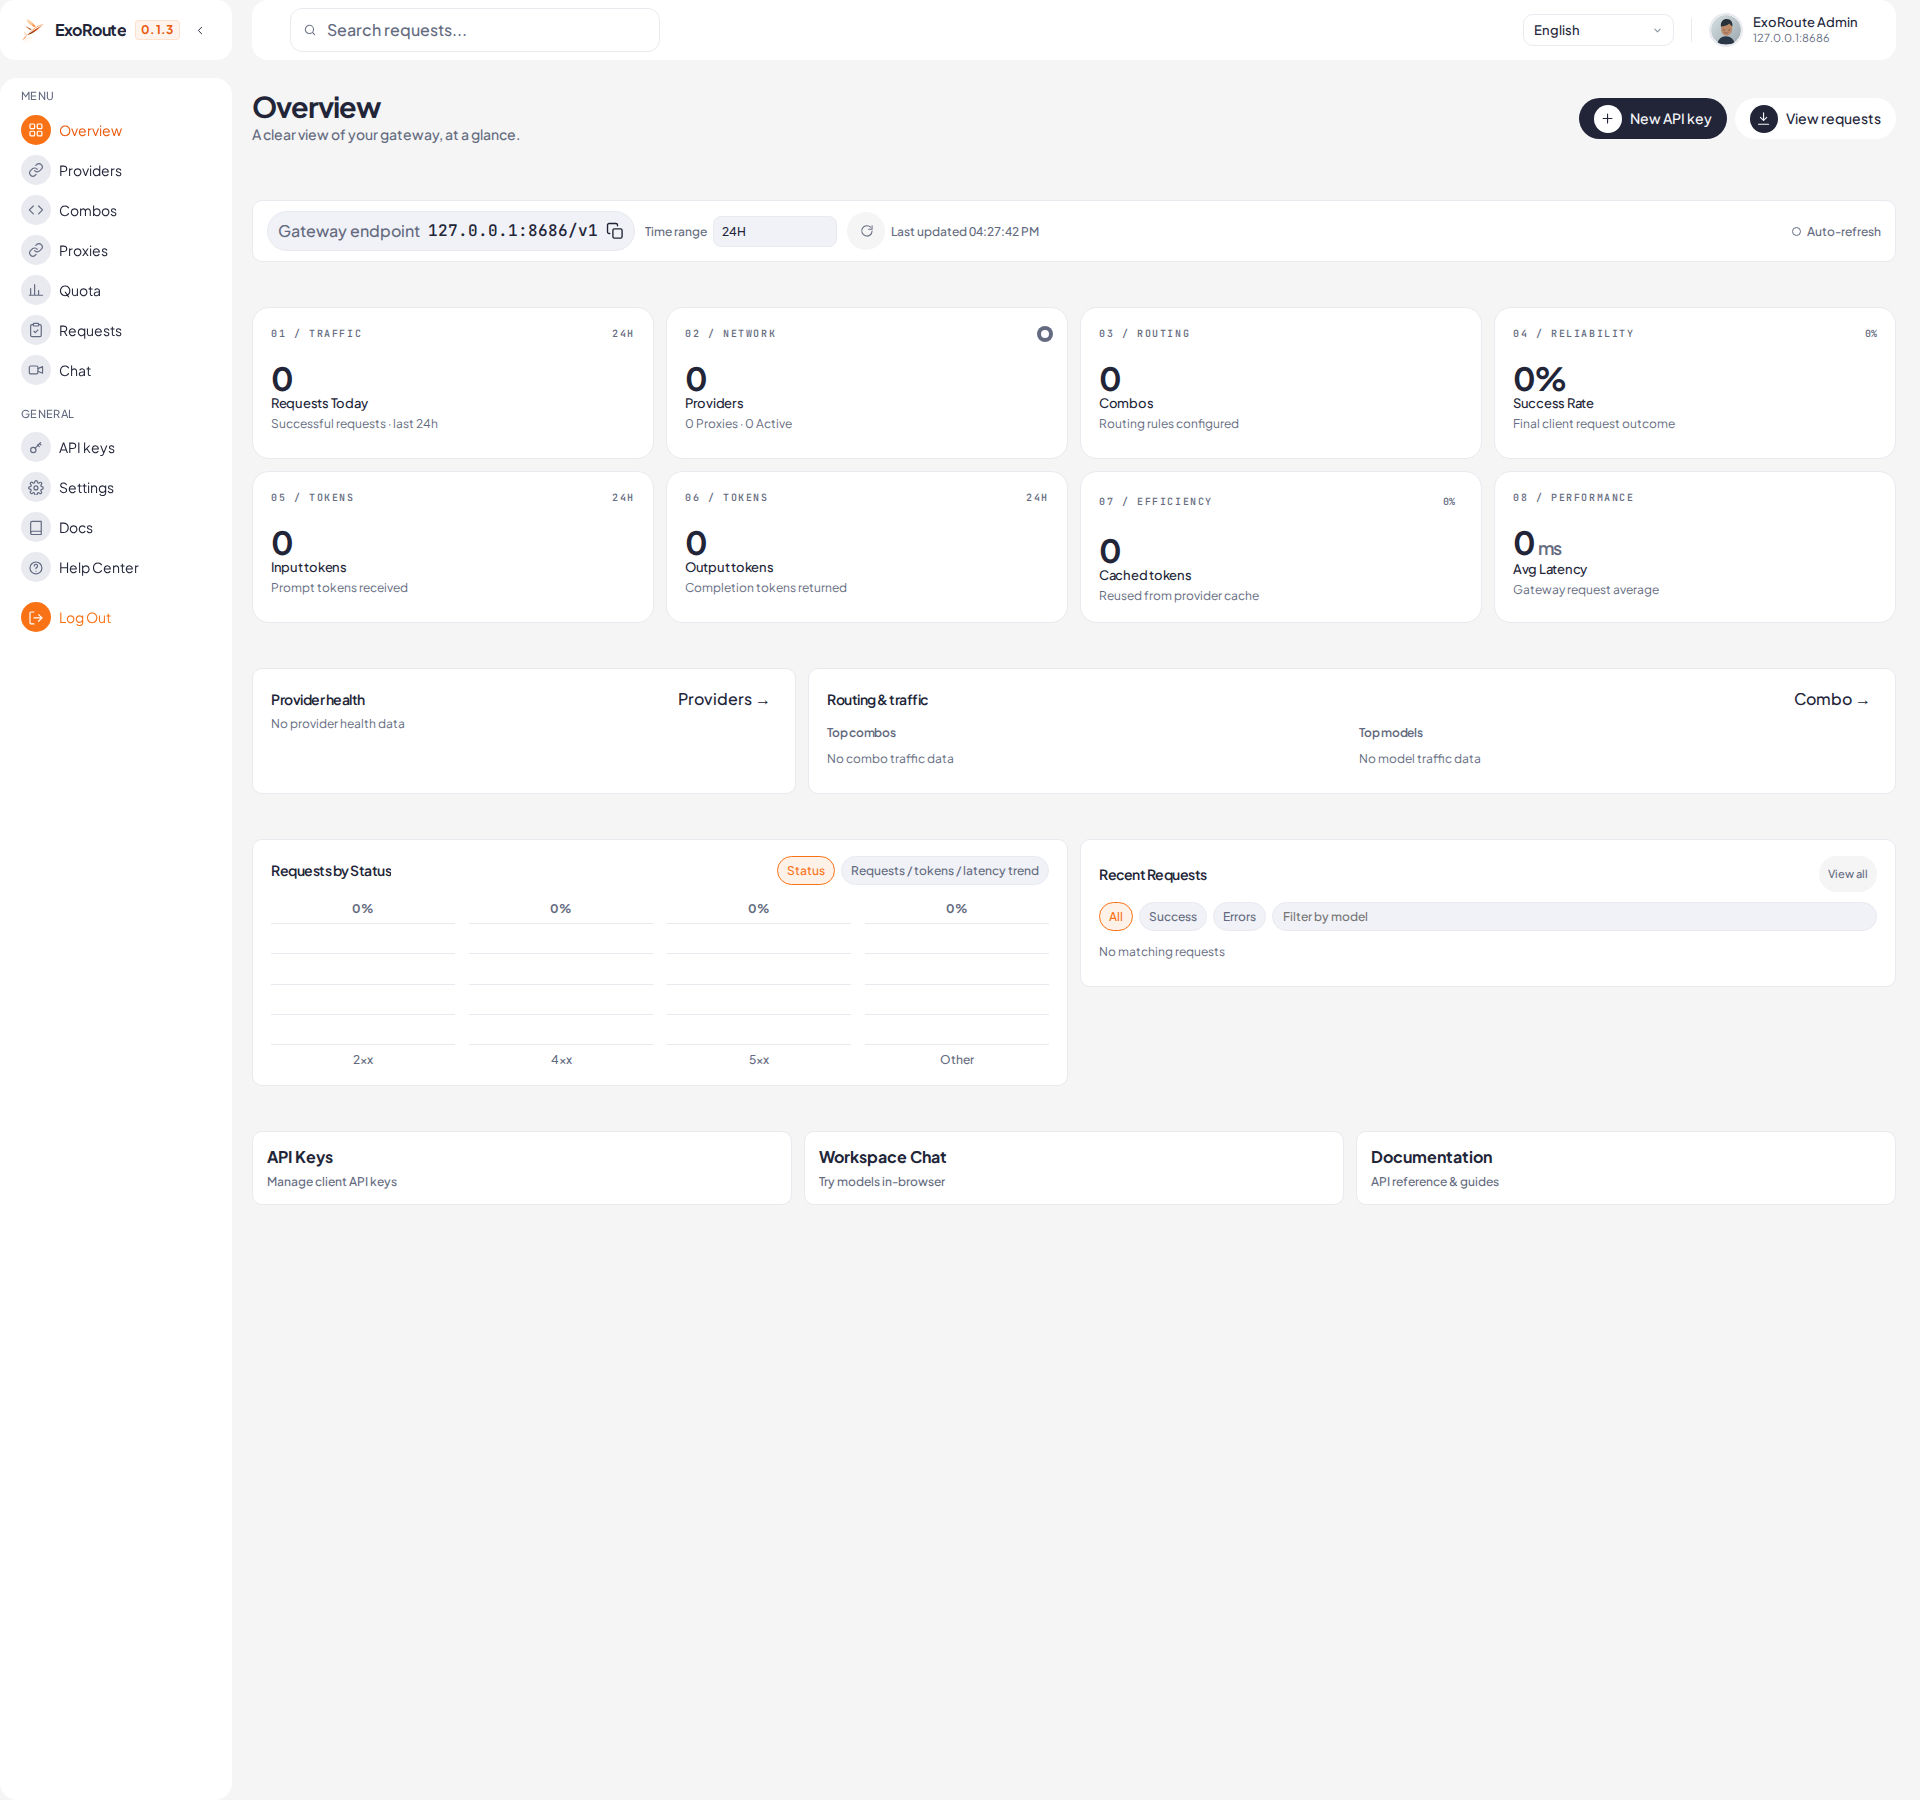 ExoRoute 0.1.3
Search requests...
English
ExoRoute Admin
127.0.0.1:8686
MENU
Overview
Providers
Combos
Proxies
Quota
Requests
Chat
GENERAL
API keys
Settings
Docs
Help Center
Log Out
Overview
A clear view of your gateway, at a glance.
New API key
View requests
Gateway endpoint 127.0.0.1:8686/v1 Time range 24H Last updated 04:27:42 PM Auto-refresh
01 / TRAFFIC 24H
0
Requests Today
Successful requests · last 24h
02 / NETWORK
0
Providers
0 Proxies · 0 Active
03 / ROUTING
0
Combos
Routing rules configured
04 / RELIABILITY 0%
0%
Success Rate
Final client request outcome
05 / TOKENS 24H
0
Input tokens
Prompt tokens received
06 / TOKENS 24H
0
Output tokens
Completion tokens returned
07 / EFFICIENCY 0%
0
Cached tokens
Reused from provider cache
08 / PERFORMANCE
0 ms
Avg Latency
Gateway request average
Provider health Providers →
No provider health data
Routing & traffic Combo →
Top combos
No combo traffic data
Top models
No model traffic data
Requests by Status Status Requests / tokens / latency trend
0% 0% 0% 0%
2xx 4xx 5xx Other
Recent Requests View all
All Success Errors Filter by model
No matching requests
API Keys
Manage client API keys
Workspace Chat
Try models in-browser
Documentation
API reference & guides